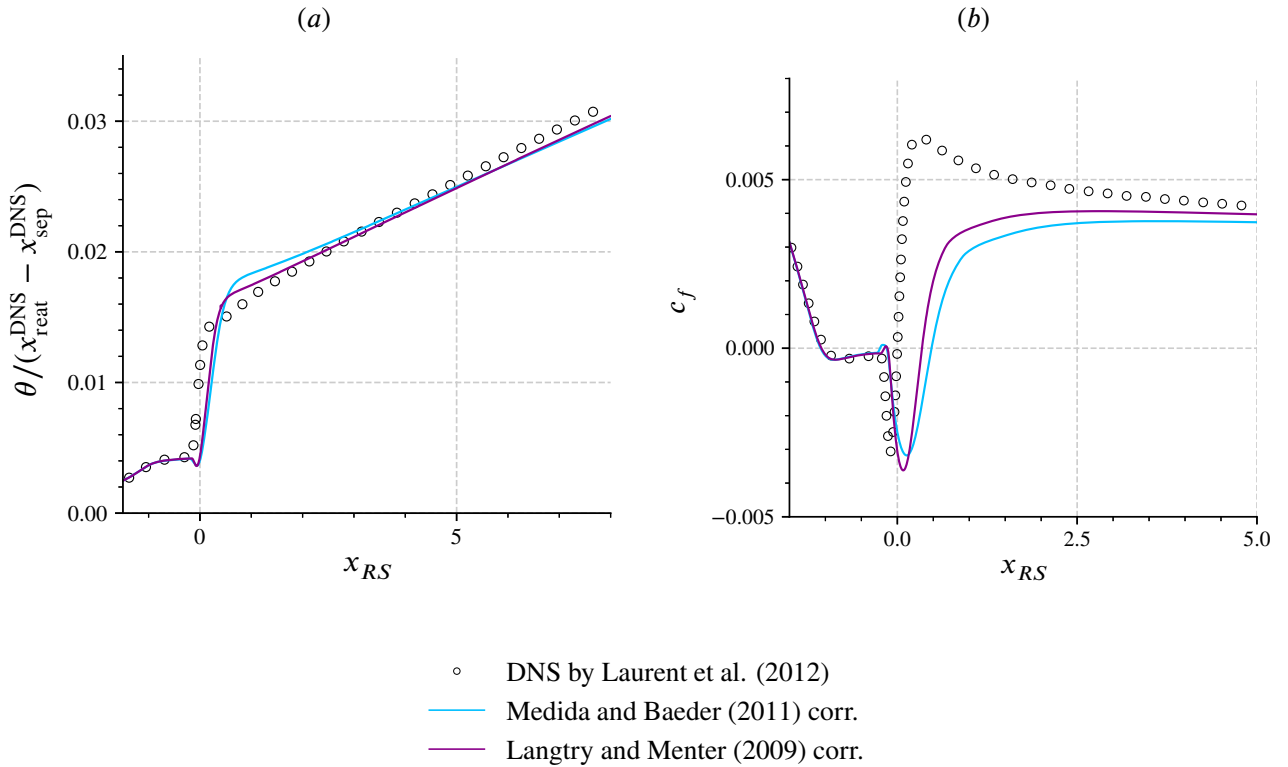 (a)
(b)
θ/(x_reat^DNS − x_sep^DNS)
0.03
0.02
0.01
0.00
0
5
x_RS
c_f
0.005
0.000
−0.005
0.0
2.5
5.0
x_RS
DNS by Laurent et al. (2012)
Medida and Baeder (2011) corr.
Langtry and Menter (2009) corr.